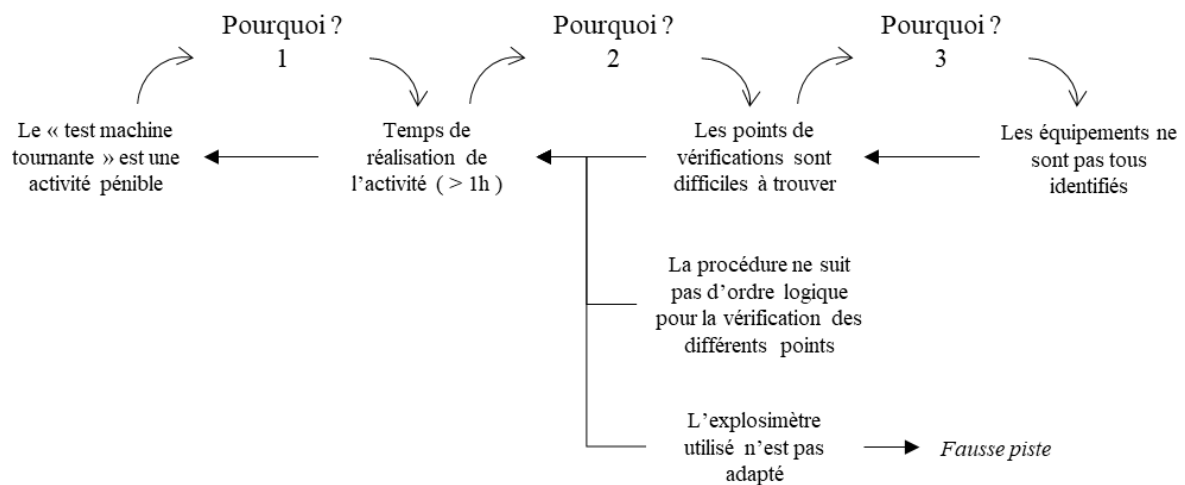 Pourquoi ?
1
Pourquoi ?
2
Pourquoi ?
3
Le « test machine
tournante » est une
activité pénible
Temps de
réalisation de
l’activité ( > 1h )
Les points de
vérifications sont
difficiles à trouver
Les équipements ne
sont pas tous
identifiés
La procédure ne suit
pas d’ordre logique
pour la vérification des
différents points
L’explosimètre
utilisé n’est pas
adapté
Fausse piste